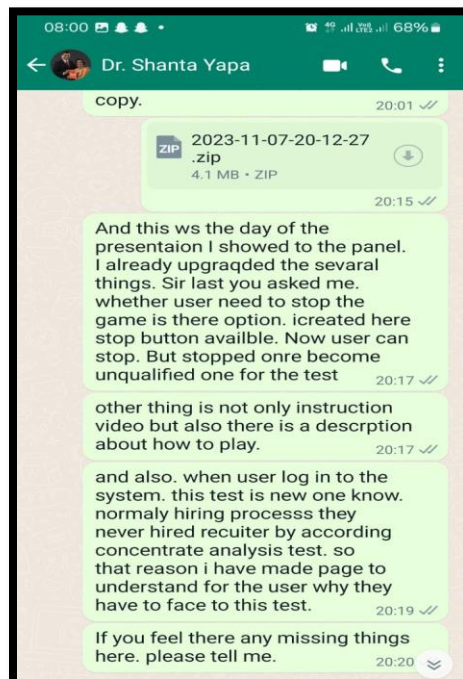 08:00
68%
Dr. Shanta Yapa
copy.
20:01
ZIP
2023-11-07-20-12-27
.zip
4.1 MB • ZIP
20:15
And this ws the day of the
presentaion I showed to the panel.
I already upgraqded the sevaral
things. Sir last you asked me.
whether user need to stop the
game is there option. icreated here
stop button availble. Now user can
stop. But stopped onre become
unqualified one for the test
20:17
other thing is not only instruction
video but also there is a descrption
about how to play.
20:17
and also. when user log in to the
system. this test is new one know.
normaly hiring processs they
never hired recuiter by according
concentrate analysis test. so
that reason i have made page to
understand for the user why they
have to face to this test.
20:19
If you feel there any missing things
here. please tell me.
20:20